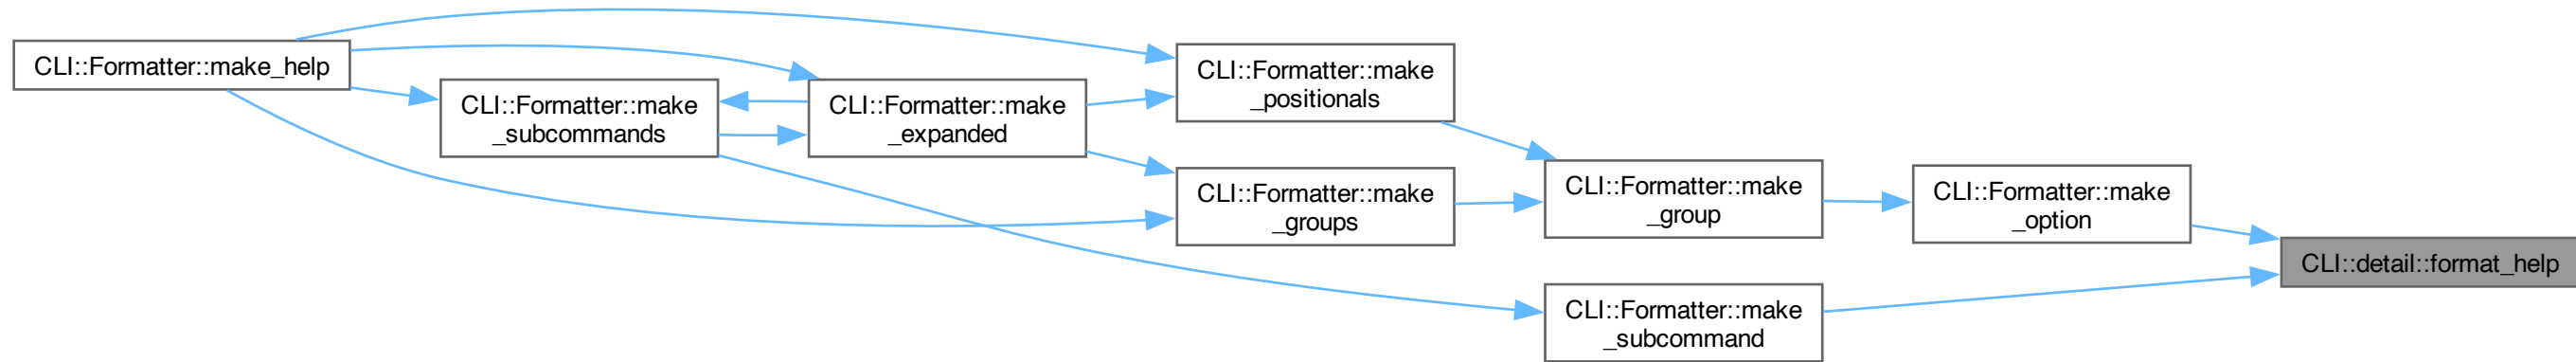 CLI::Formatter::make_help
CLI::Formatter::make
_subcommands
CLI::Formatter::make
_expanded
CLI::Formatter::make
_positionals
CLI::Formatter::make
_groups
CLI::Formatter::make
_group
CLI::Formatter::make
_subcommand
CLI::Formatter::make
_option
CLI::detail::format_help